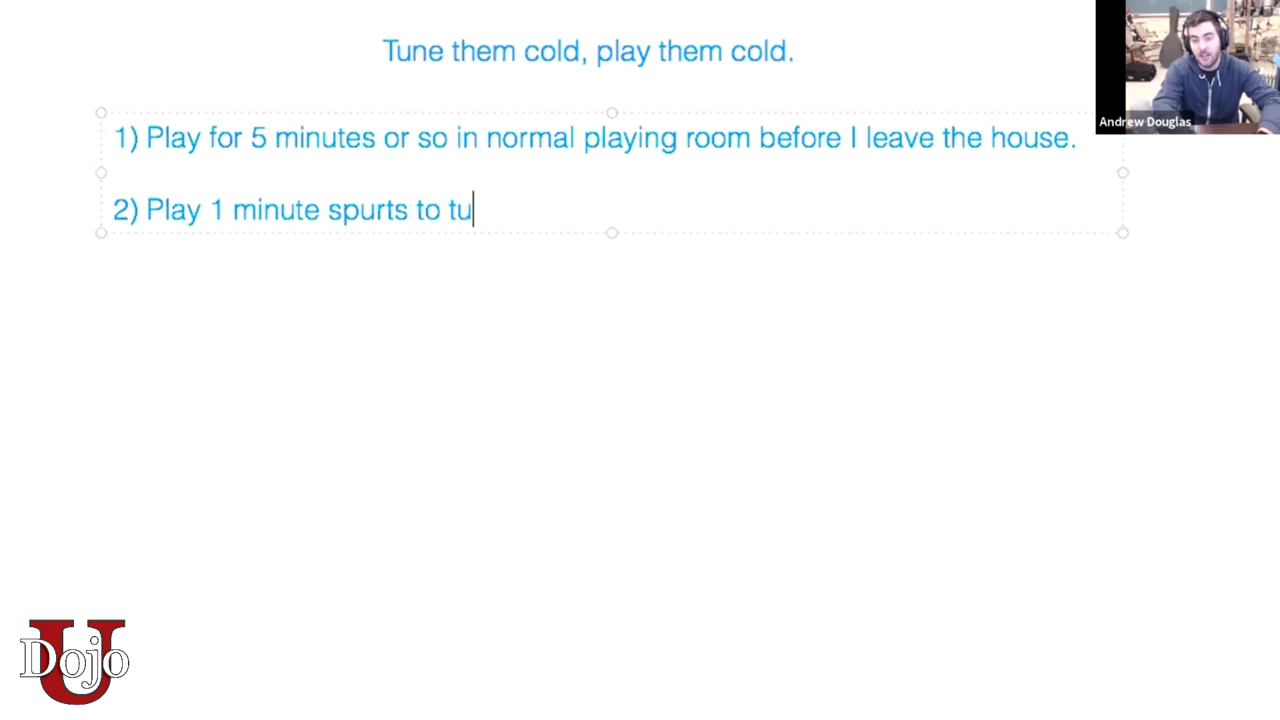 Tune them cold, play them cold.
1) Play for 5 minutes or so in normal playing room before I leave the house.
2) Play 1 minute spurts to tu
Andrew Douglas
Dojo U